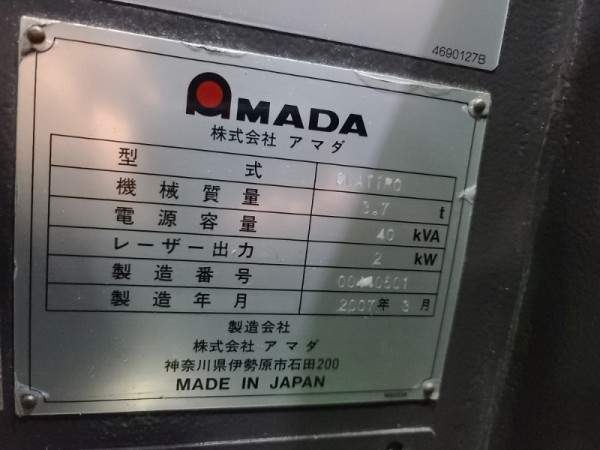 4690127B
AMADA
株式会社 アマダ
型 式 QUATTRO
機 械 質 量 3.7 t
電 源 容 量 40 kVA
レーザー出力 2 kW
製 造 番 号
製 造 年 月 2007 年 3 月
製造会社
株式会社 アマダ
神奈川県伊勢原市石田200
MADE IN JAPAN